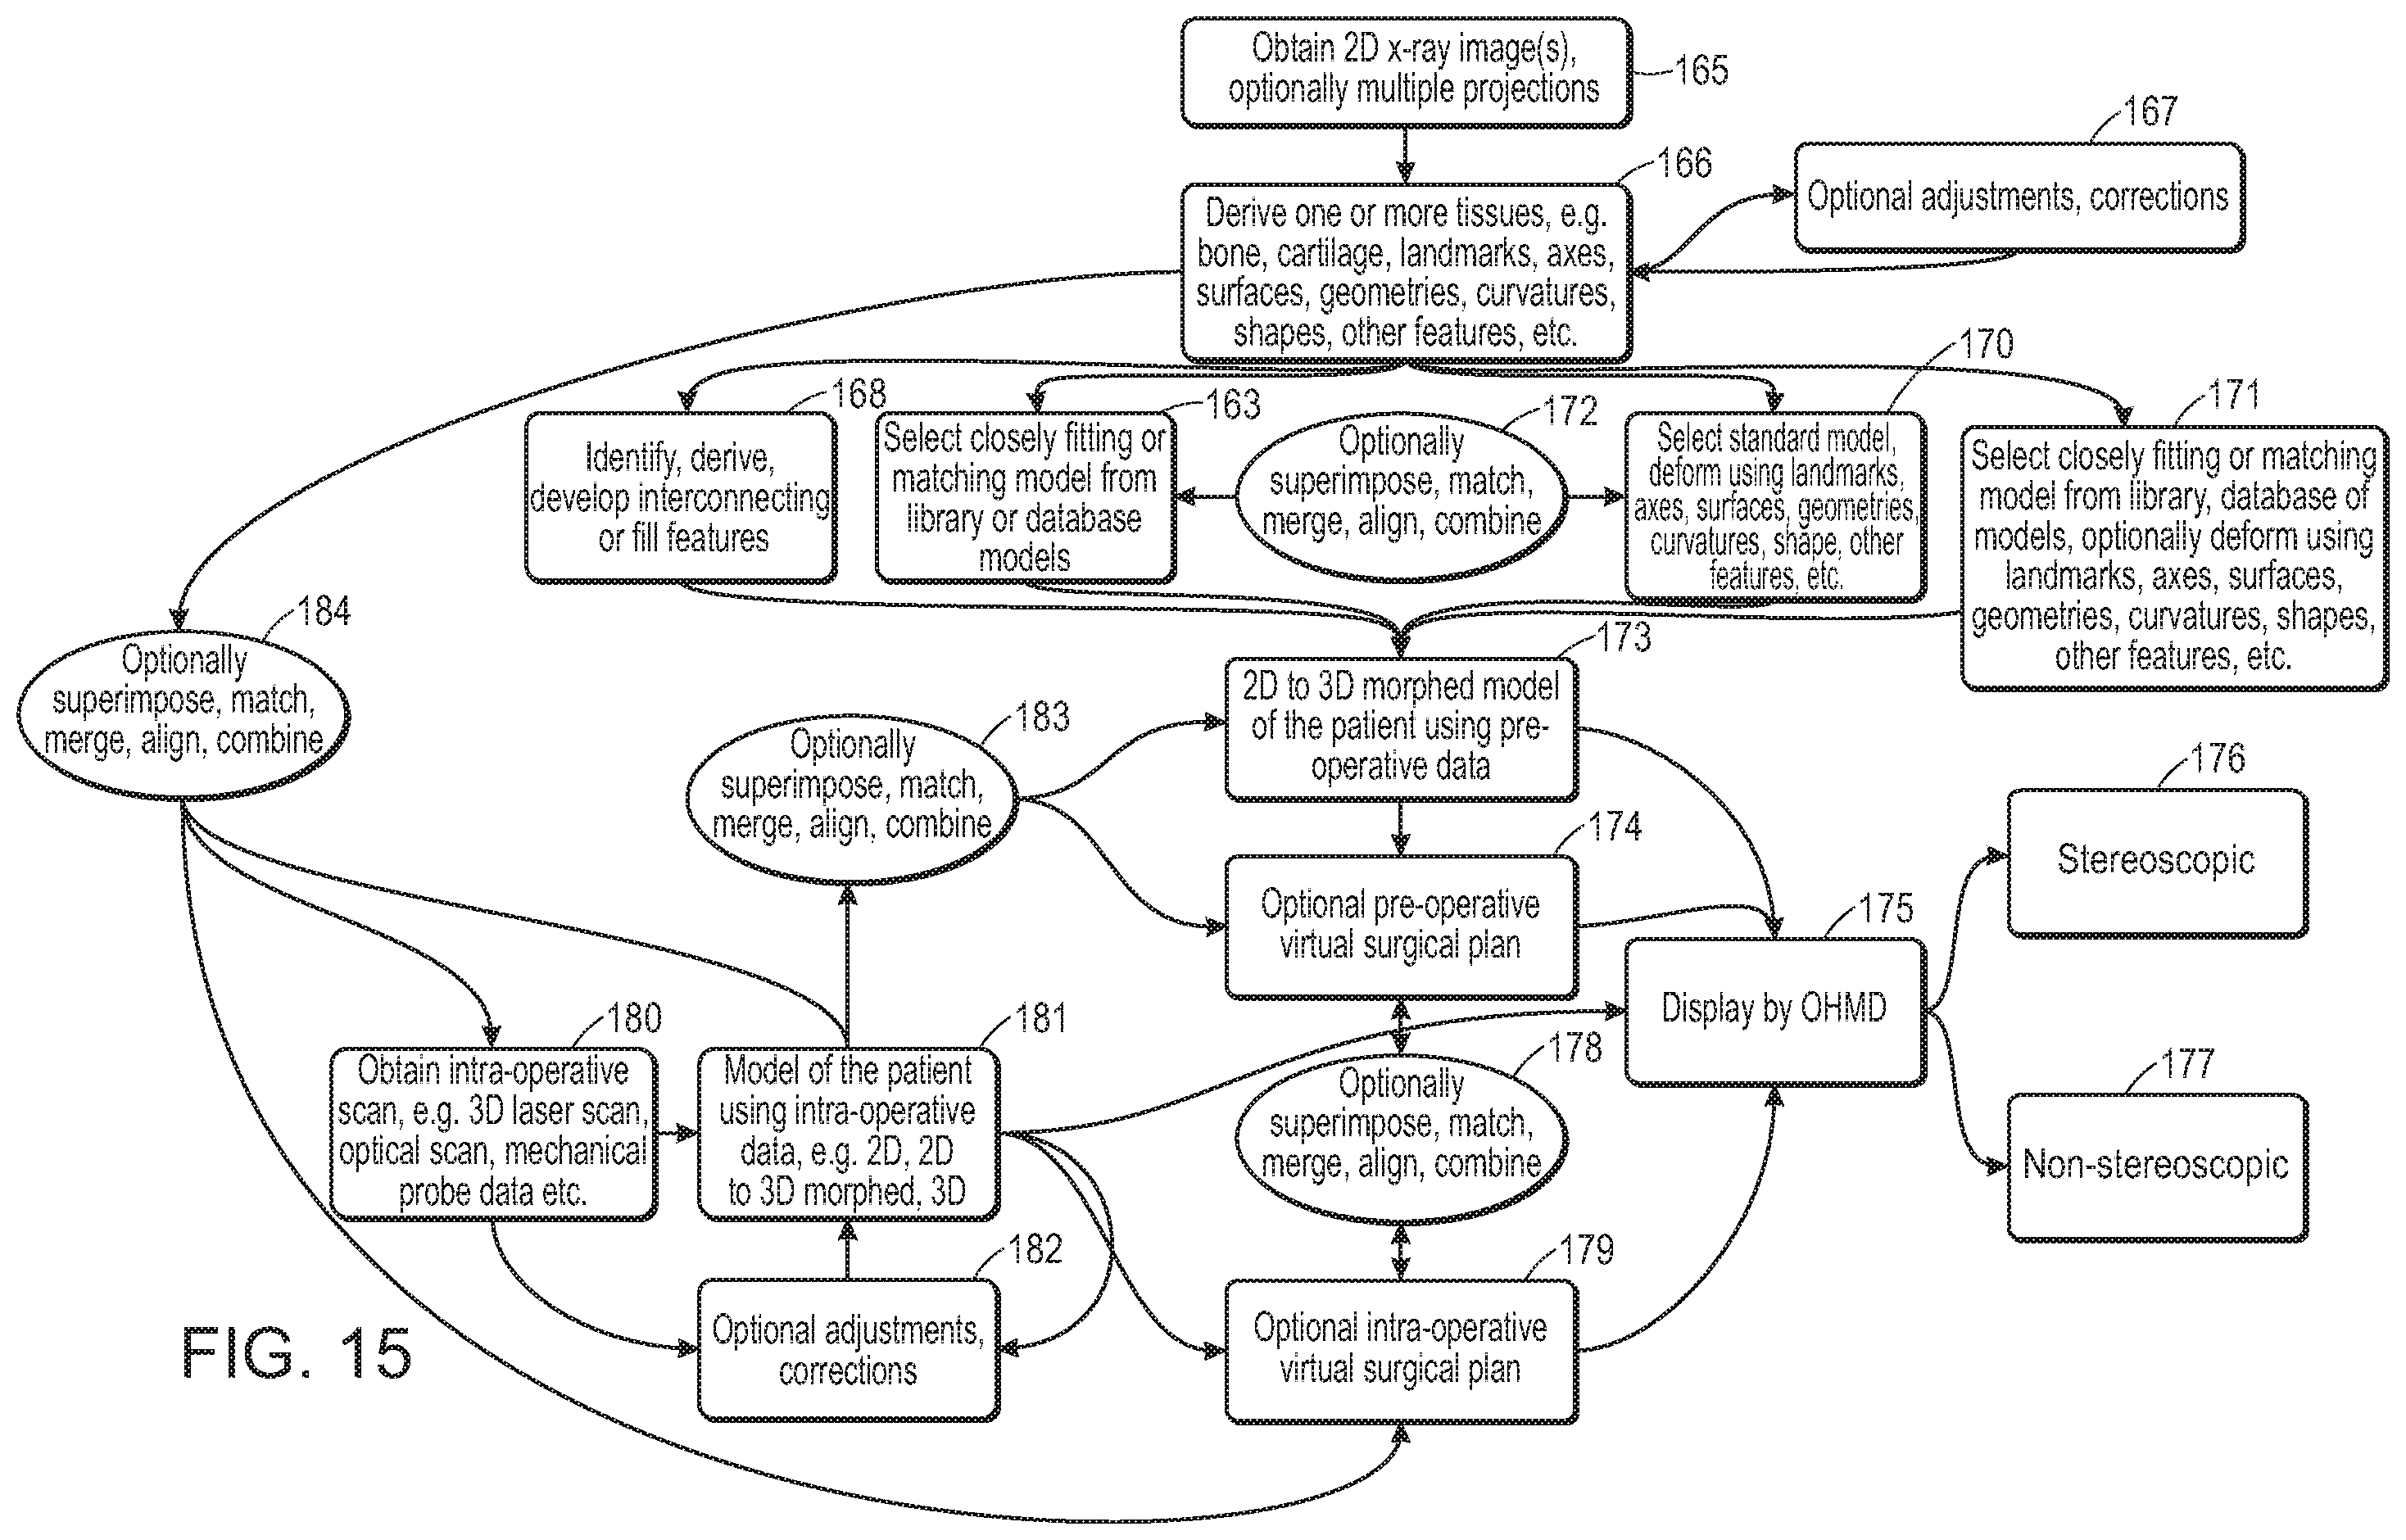 Obtain 2D x-ray image(s),
optionally multiple projections
165
167
Optional adjustments, corrections
166
Derive one or more tissues, e.g.
bone, cartilage, landmarks, axes,
surfaces, geometries, curvatures,
shapes, other features, etc.
168
Identify, derive,
develop interconnecting
or fill features
163
Select closely fitting or
matching model from
library or database
models
172
Optionally
superimpose, match,
merge, align, combine
170
Select standard model,
deform using landmarks,
axes, surfaces, geometries,
curvatures, shape, other
features, etc.
171
Select closely fitting or matching
model from library, database of
models, optionally deform using
landmarks, axes, surfaces,
geometries, curvatures, shapes,
other features, etc.
184
Optionally
superimpose, match,
merge, align, combine
183
Optionally
superimpose, match,
merge, align, combine
173
2D to 3D morphed model
of the patient using pre-
operative data
174
Optional pre-operative
virtual surgical plan
175
Display by OHMD
176
Stereoscopic
177
Non-stereoscopic
180
Obtain intra-operative
scan, e.g. 3D laser scan,
optical scan, mechanical
probe data etc.
181
Model of the patient
using intra-operative
data, e.g. 2D, 2D
to 3D morphed, 3D
178
Optionally
superimpose, match,
merge, align, combine
182
Optional adjustments,
corrections
179
Optional intra-operative
virtual surgical plan
FIG. 15